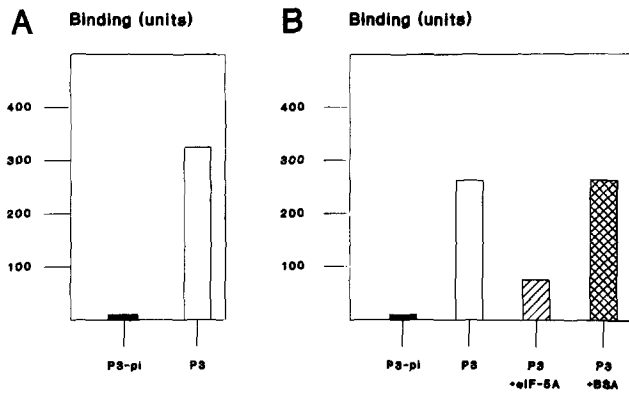 A Binding (units)
400
300
200
100
P3-pi P3
B Binding (units)
400
300
200
100
P3-pi P3 P3 P3
+eIF-5A +BSA